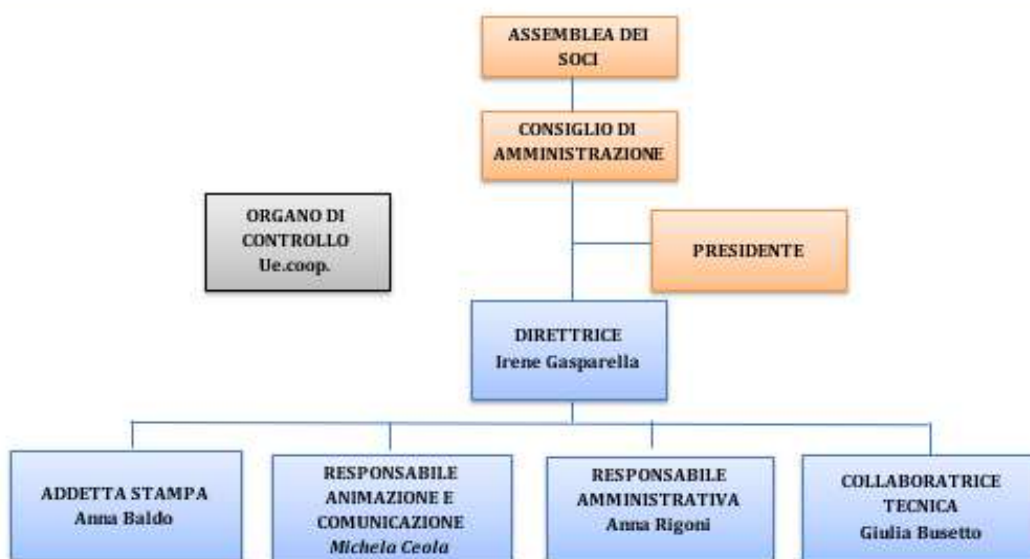 ASSEMBLEA DEI
SOCI
CONSIGLIO DI
AMMINISTRAZIONE
ORGANO DI
CONTROLLO
Ue.coop.
PRESIDENTE
DIRETTRICE
Irene Gasparella
ADDETTA STAMPA
Anna Baldo
RESPONSABILE
ANIMAZIONE E
COMUNICAZIONE
Michela Ceola
RESPONSABILE
AMMINISTRATIVA
Anna Rigoni
COLLABORATRICE
TECNICA
Giulia Busetto